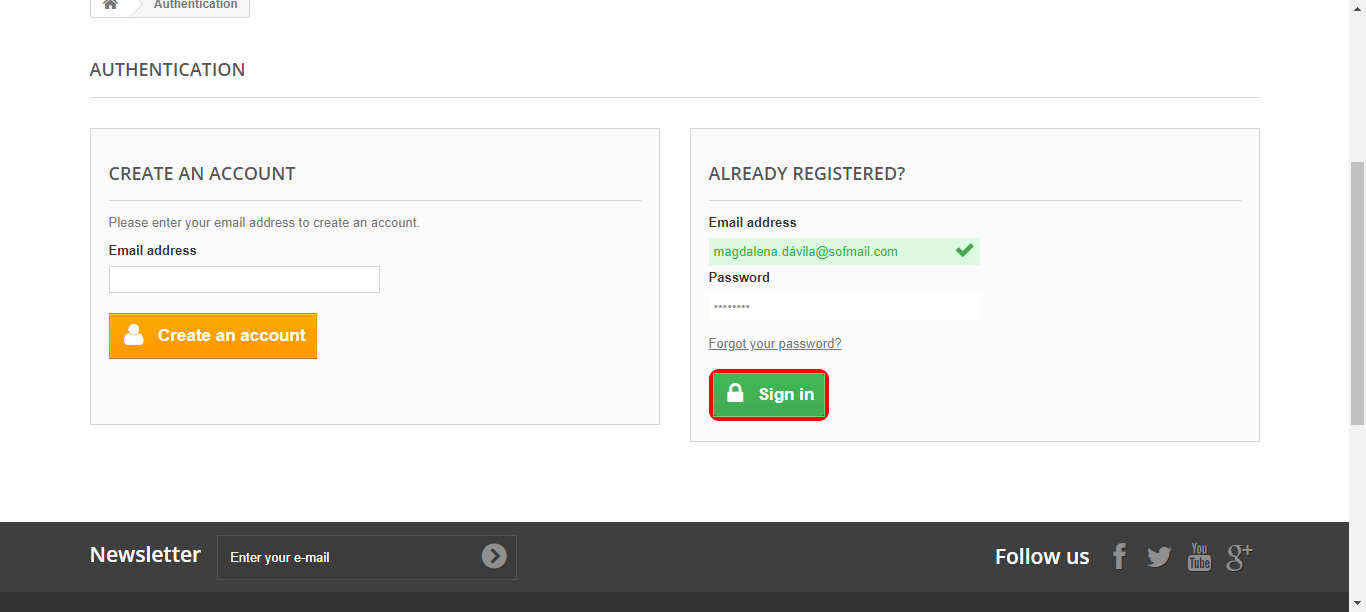 Authentication
AUTHENTICATION
CREATE AN ACCOUNT
Please enter your email address to create an account.
Email address
Create an account
ALREADY REGISTERED?
Email address
magdalena.dávila@sofmail.com
Password
••••••••
Forgot your password?
Sign in
Newsletter
Enter your e-mail
Follow us
You
Tube
g+